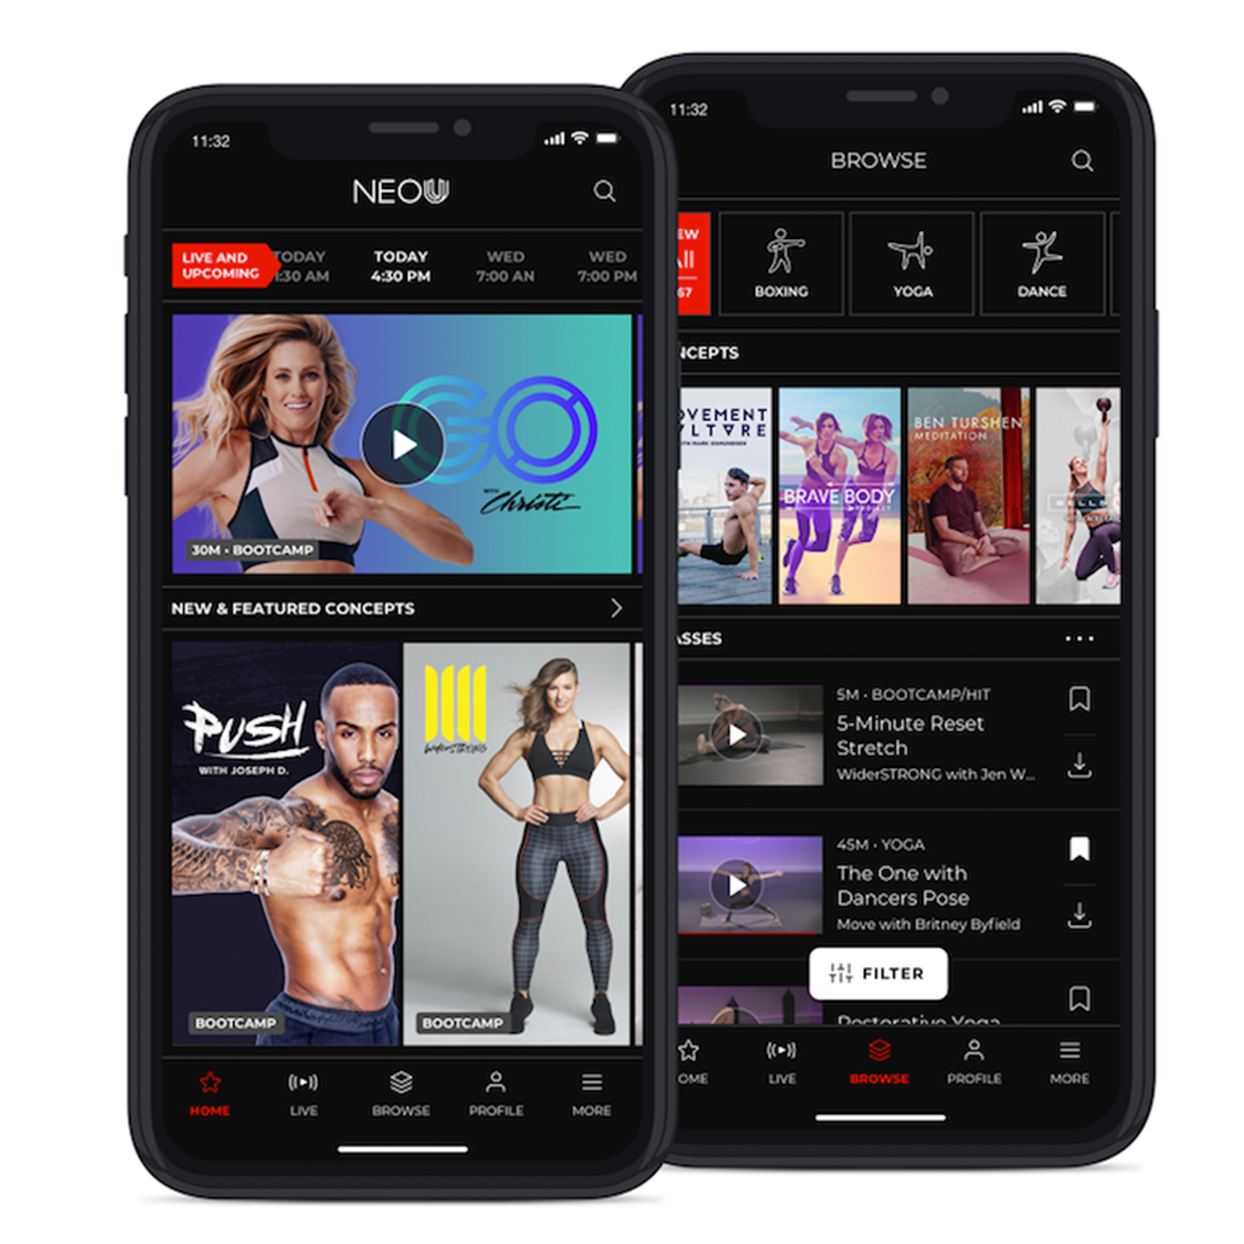 11:32
NEOU
LIVE AND
UPCOMING
TODAY
:30 AM
TODAY
4:30 PM
WED
7:00 AN
WED
7:00 PM
GO
WITH
Christi
30M · BOOTCAMP
NEW & FEATURED CONCEPTS
PUSH
WITH JOSEPH D.
BOOTCAMP
WiderSTRONG
BOOTCAMP
HOME
LIVE
BROWSE
PROFILE
MORE
11:32
BROWSE
EW
All
67
BOXING
YOGA
DANCE
NCEPTS
OVEMENT
ULTURE
BRAVE BODY
PROJECT
BEN TURSHEN
MEDITATION
ASSES
5M · BOOTCAMP/HIT
5-Minute Reset
Stretch
WiderSTRONG with Jen W...
45M · YOGA
The One with
Dancers Pose
Move with Britney Byfield
FILTER
Restorative Yoga
OME
LIVE
BROWSE
PROFILE
MORE